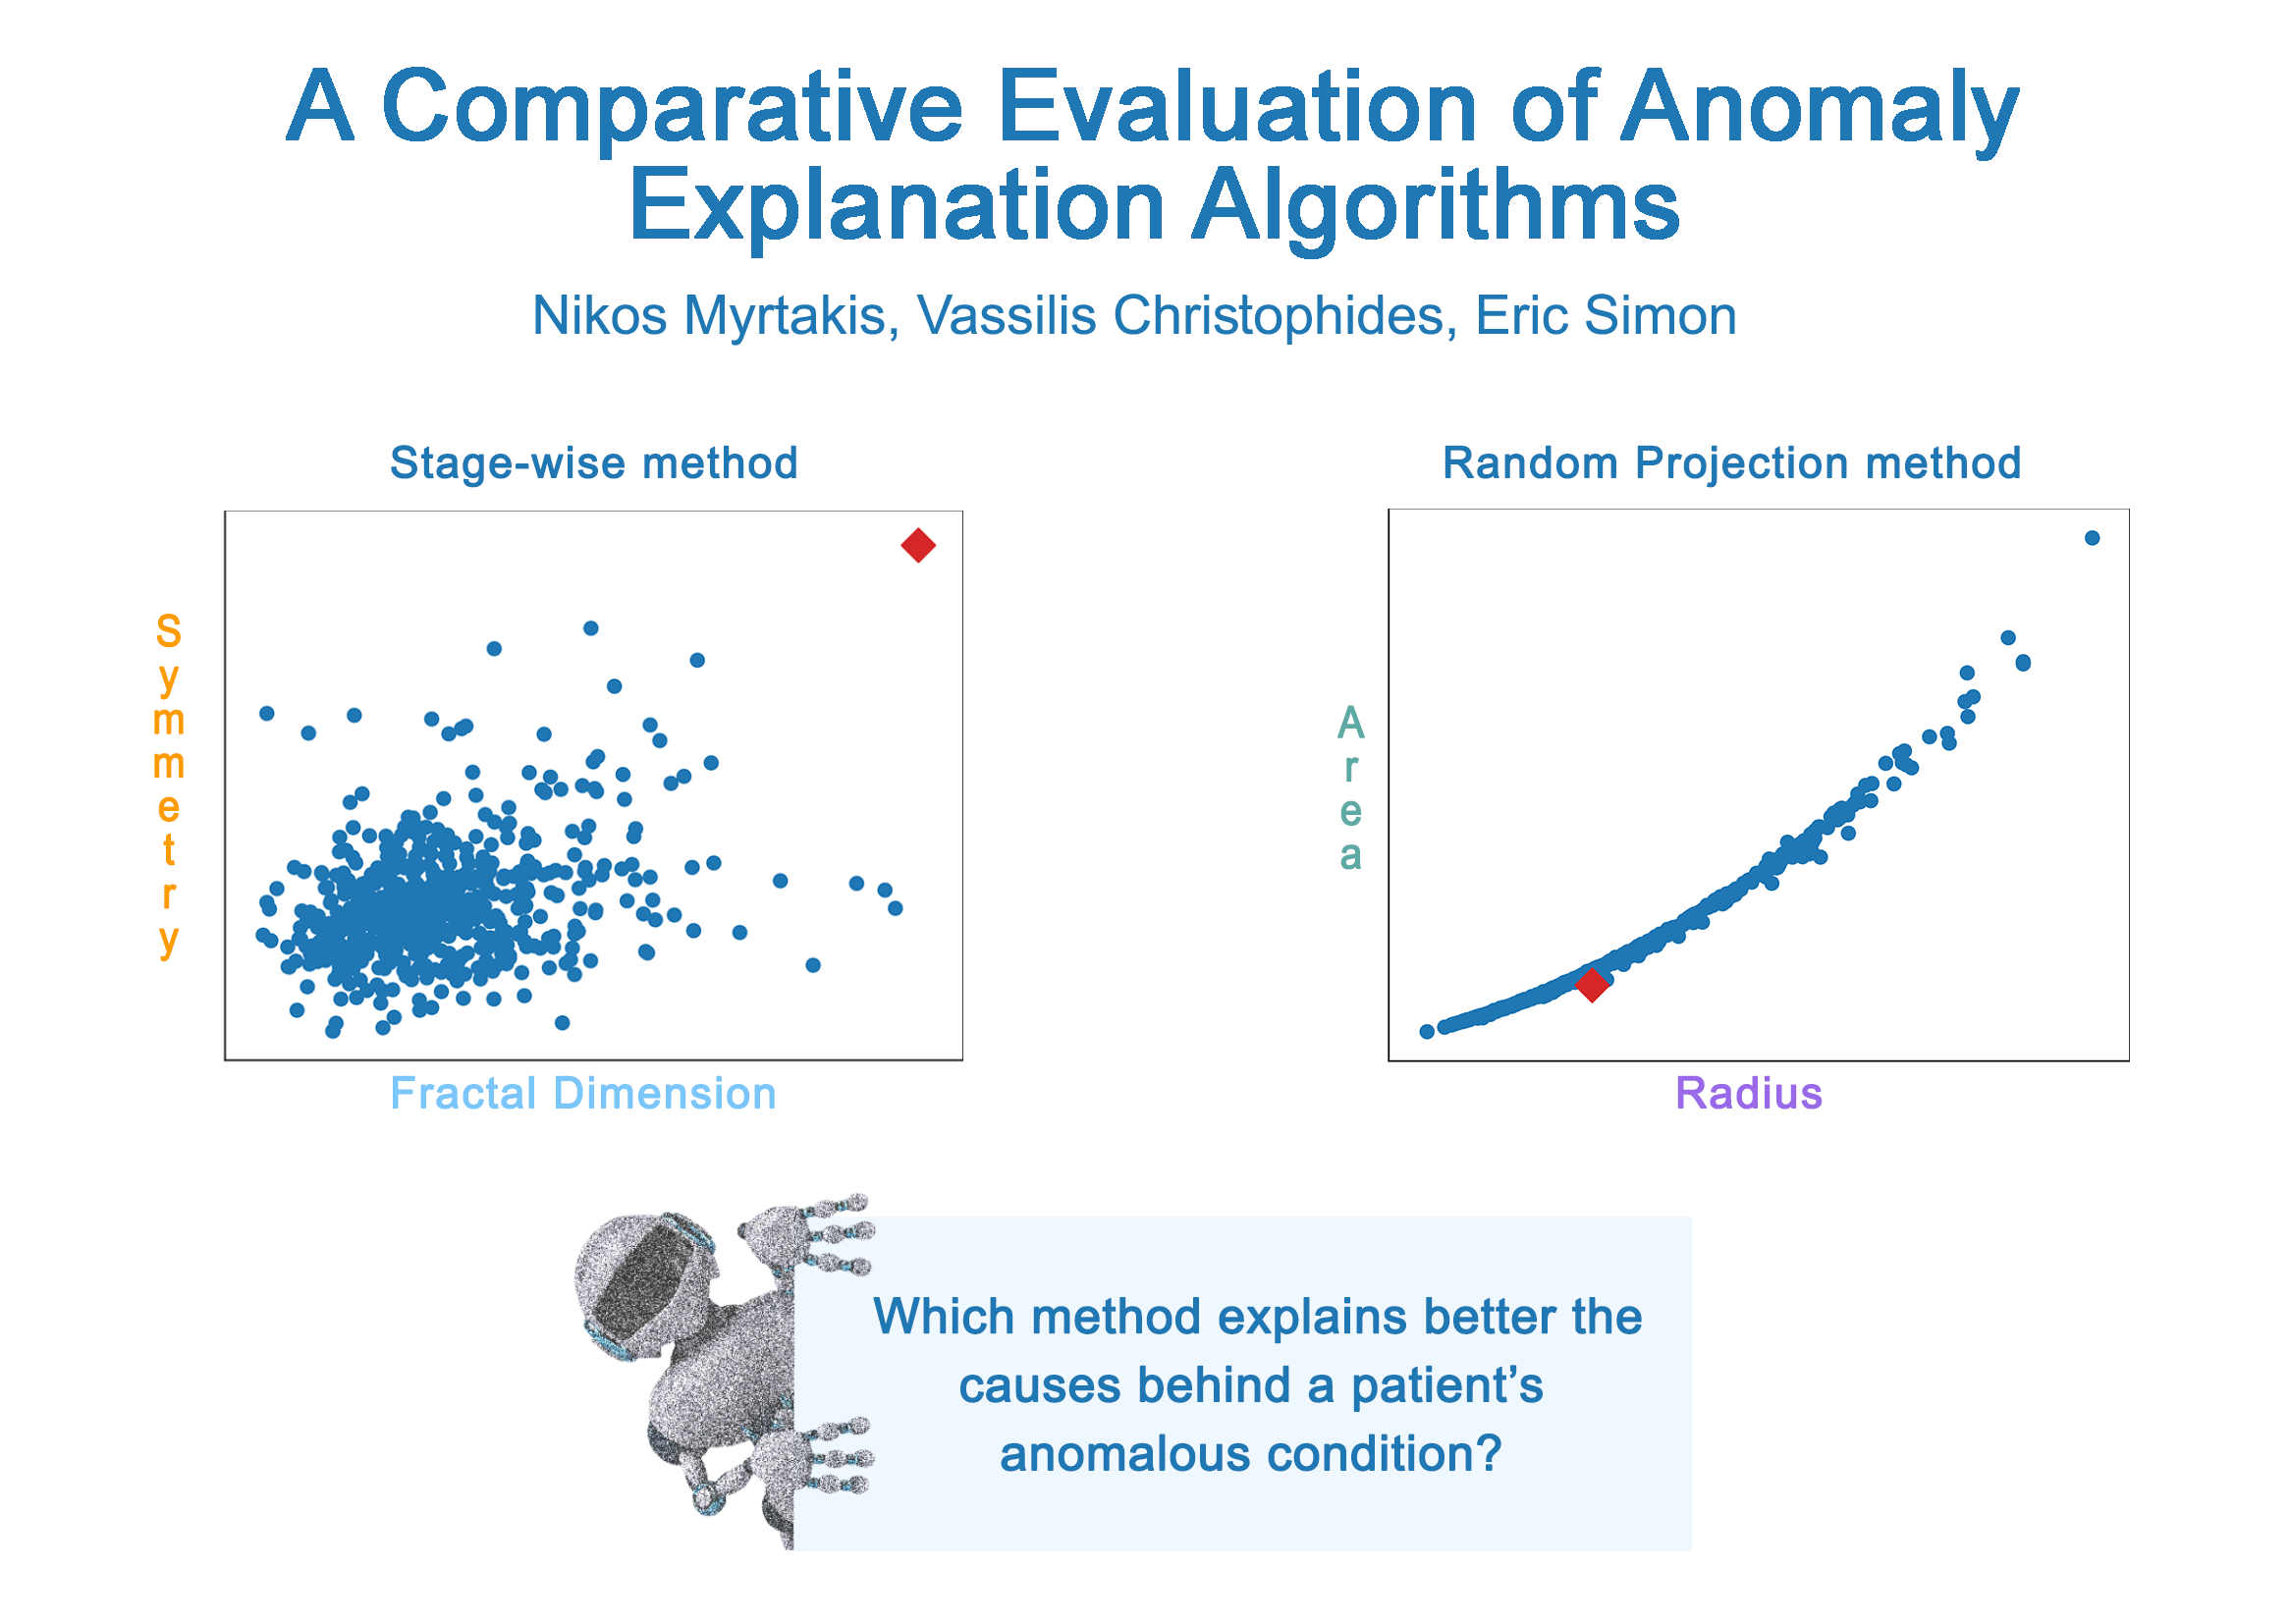 A Comparative Evaluation of Anomaly
Explanation Algorithms
Nikos Myrtakis, Vassilis Christophides, Eric Simon
Stage-wise method
Symmetry
Fractal Dimension
Random Projection method
Area
Radius
Which method explains better the
causes behind a patient’s
anomalous condition?